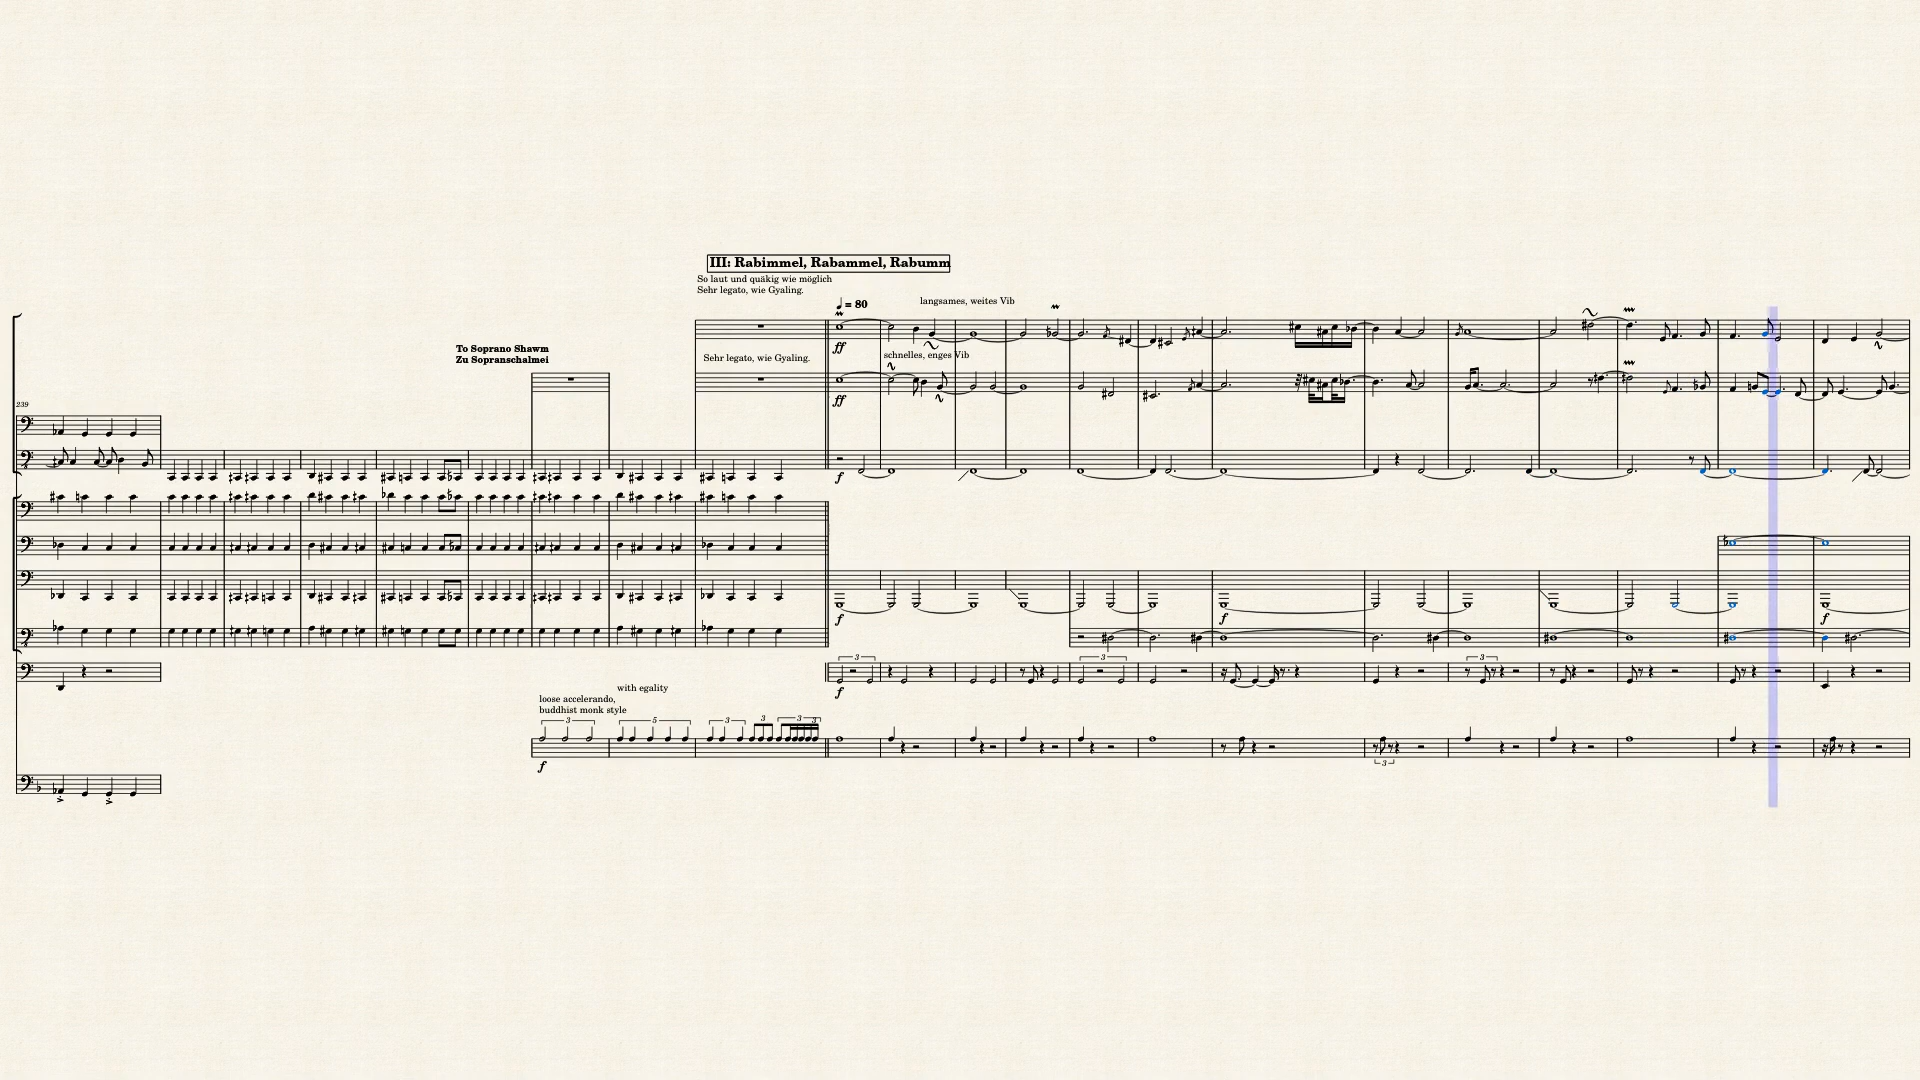 III: Rabimmel, Rabammel, Rabumm
So laut und quäkig wie möglich
Sehr legato, wie Gyaling.
♩ = 80
langsames, weites Vib
ff
To Soprano Shawm
Zu Sopranschalmei
Sehr legato, wie Gyaling.
schnelles, enges Vib
ff
239
f
f
f
f
3
3
3
f
with egality
loose accelerando,
buddhist monk style
3
5
3
3
3
3
f
3